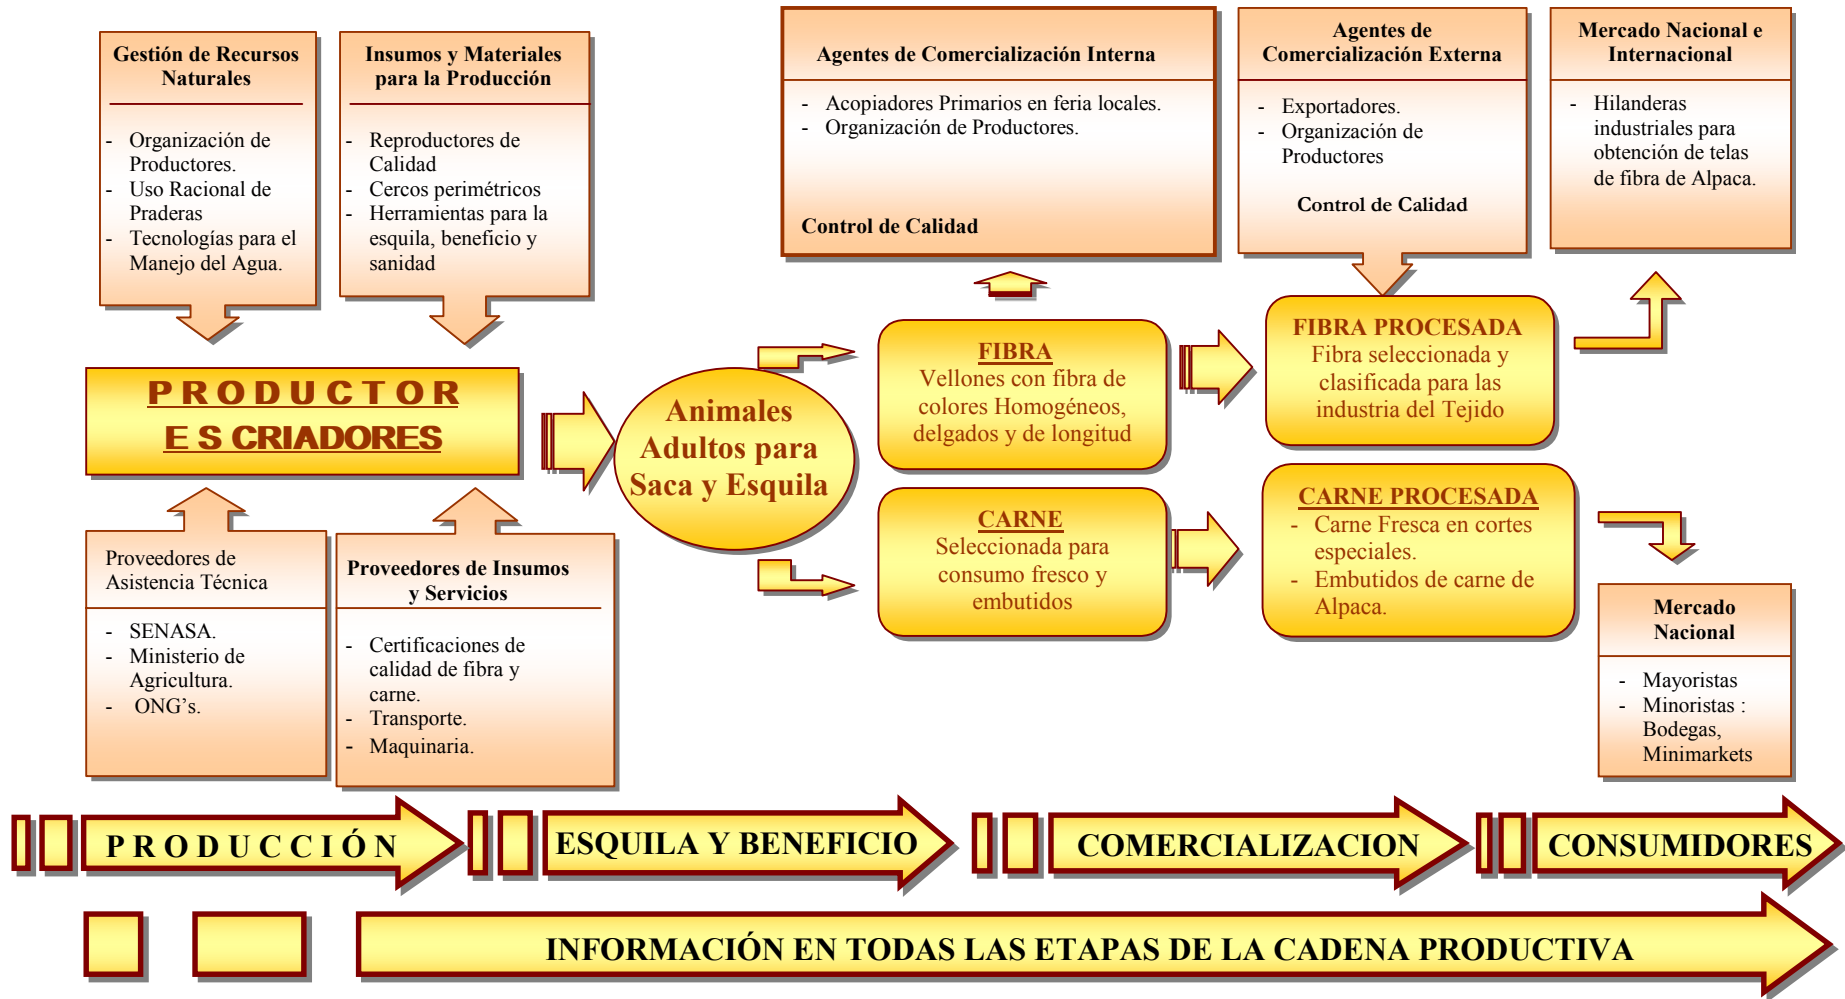 Gestión de Recursos
Naturales
- Organización de
Productores.
- Uso Racional de
Praderas
- Tecnologías para el
Manejo del Agua.
Insumos y Materiales
para la Producción
- Reproductores de
Calidad
- Cercos perimétricos
- Herramientas para la
esquila, beneficio y
sanidad
Agentes de Comercialización Interna
- Acopiadores Primarios en feria locales.
- Organización de Productores.
Control de Calidad
Agentes de
Comercialización Externa
- Exportadores.
- Organización de
Productores
Control de Calidad
Mercado Nacional e
Internacional
- Hilanderas
industriales para
obtención de telas
de fibra de Alpaca.
P R O D U C T O R
E S CRIADORES
Animales
Adultos para
Saca y Esquila
FIBRA
Vellones con fibra de
colores Homogéneos,
delgados y de longitud
FIBRA PROCESADA
Fibra seleccionada y
clasificada para las
industria del Tejido
CARNE
Seleccionada para
consumo fresco y
embutidos
CARNE PROCESADA
- Carne Fresca en cortes
especiales.
- Embutidos de carne de
Alpaca.
Proveedores de
Asistencia Técnica
- SENASA.
- Ministerio de
Agricultura.
- ONG’s.
Proveedores de Insumos
y Servicios
- Certificaciones de
calidad de fibra y
carne.
- Transporte.
- Maquinaria.
Mercado
Nacional
- Mayoristas
- Minoristas :
Bodegas,
Minimarkets
P R O D U C C I Ó N
ESQUILA Y BENEFICIO
COMERCIALIZACION
CONSUMIDORES
INFORMACIÓN EN TODAS LAS ETAPAS DE LA CADENA PRODUCTIVA